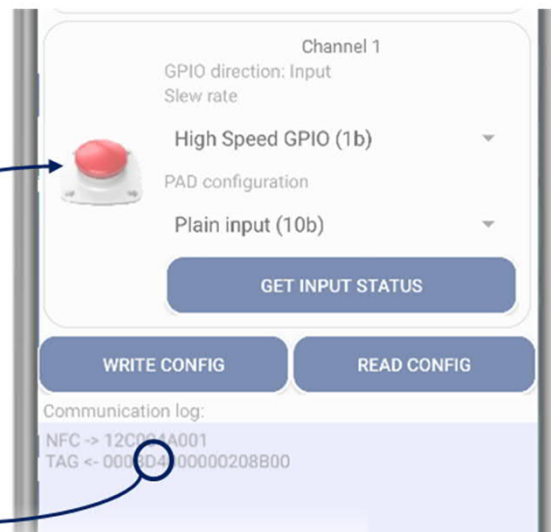 Channel 1
GPIO direction: Input
Slew rate
High Speed GPIO (1b)
PAD configuration
Plain input (10b)
GET INPUT STATUS
WRITE CONFIG
READ CONFIG
Communication log:
NFC ->
TAG <-